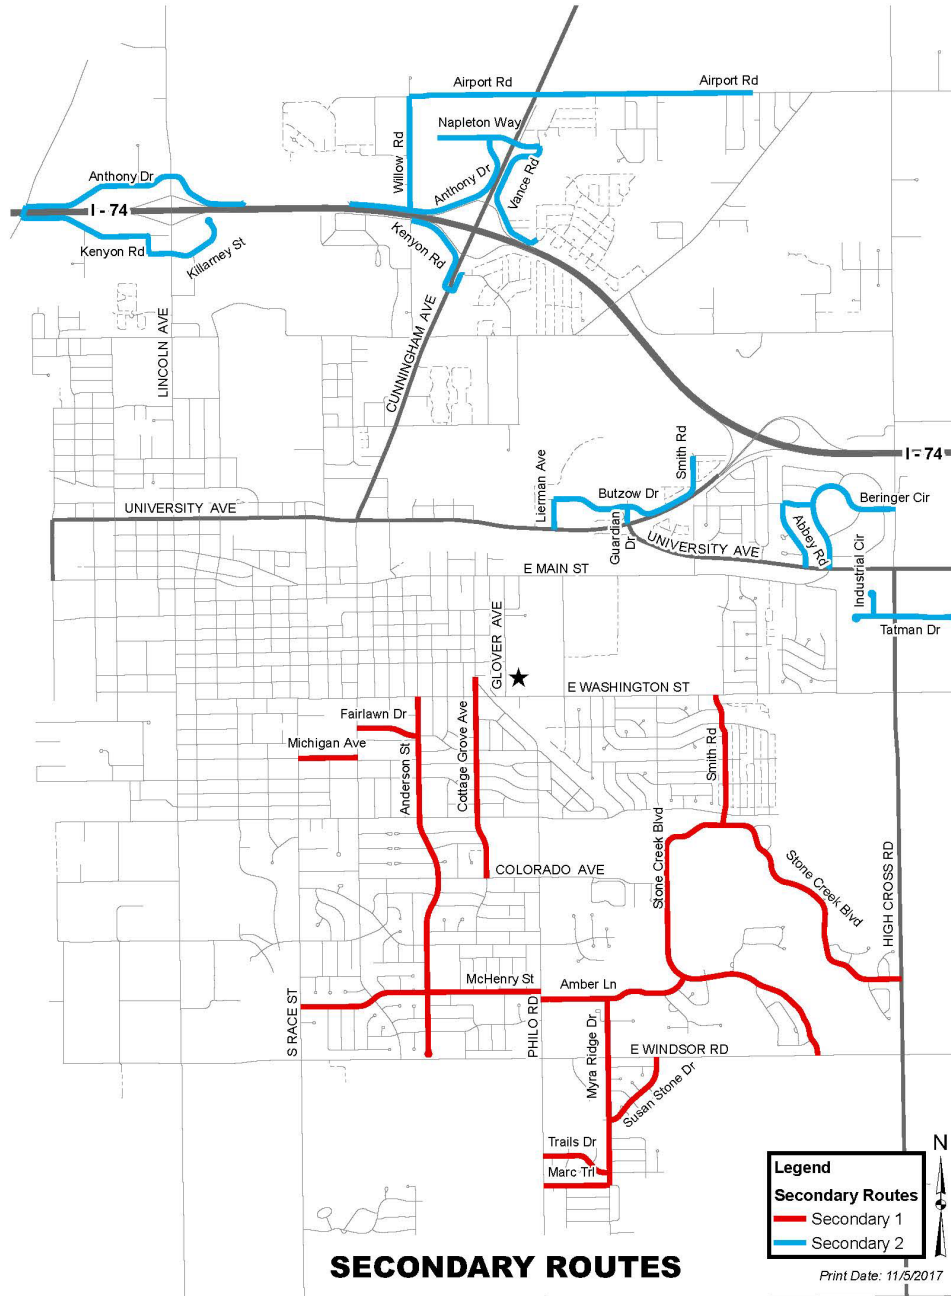 Airport Rd
Airport Rd
Napleton Way
Willow Rd
Anthony Dr
Vance Rd
Anthony Dr
I - 74
Kenyon Rd
Killarney St
Kenyon Rd
LINCOLN AVE
CUNNINGHAM AVE
I - 74
Smith Rd
Lierman Ave
Butzow Dr
Beringer Cir
UNIVERSITY AVE
Guardian
Dr
UNIVERSITY AVE
Abbey Rd
Industrial Cir
E MAIN ST
Tatman Dr
GLOVER AVE
E WASHINGTON ST
Fairlawn Dr
Michigan Ave
Anderson St
Cottage Grove Ave
Smith Rd
Stone Creek Blvd
COLORADO AVE
Stone Creek Blvd
HIGH CROSS RD
McHenry St
Amber Ln
S RACE ST
PHILO RD
Myra Ridge Dr
E WINDSOR RD
Susan Stone Dr
Trails Dr
Marc Trl
N
Legend
Secondary Routes
Secondary 1
Secondary 2
SECONDARY ROUTES
Print Date: 11/5/2017